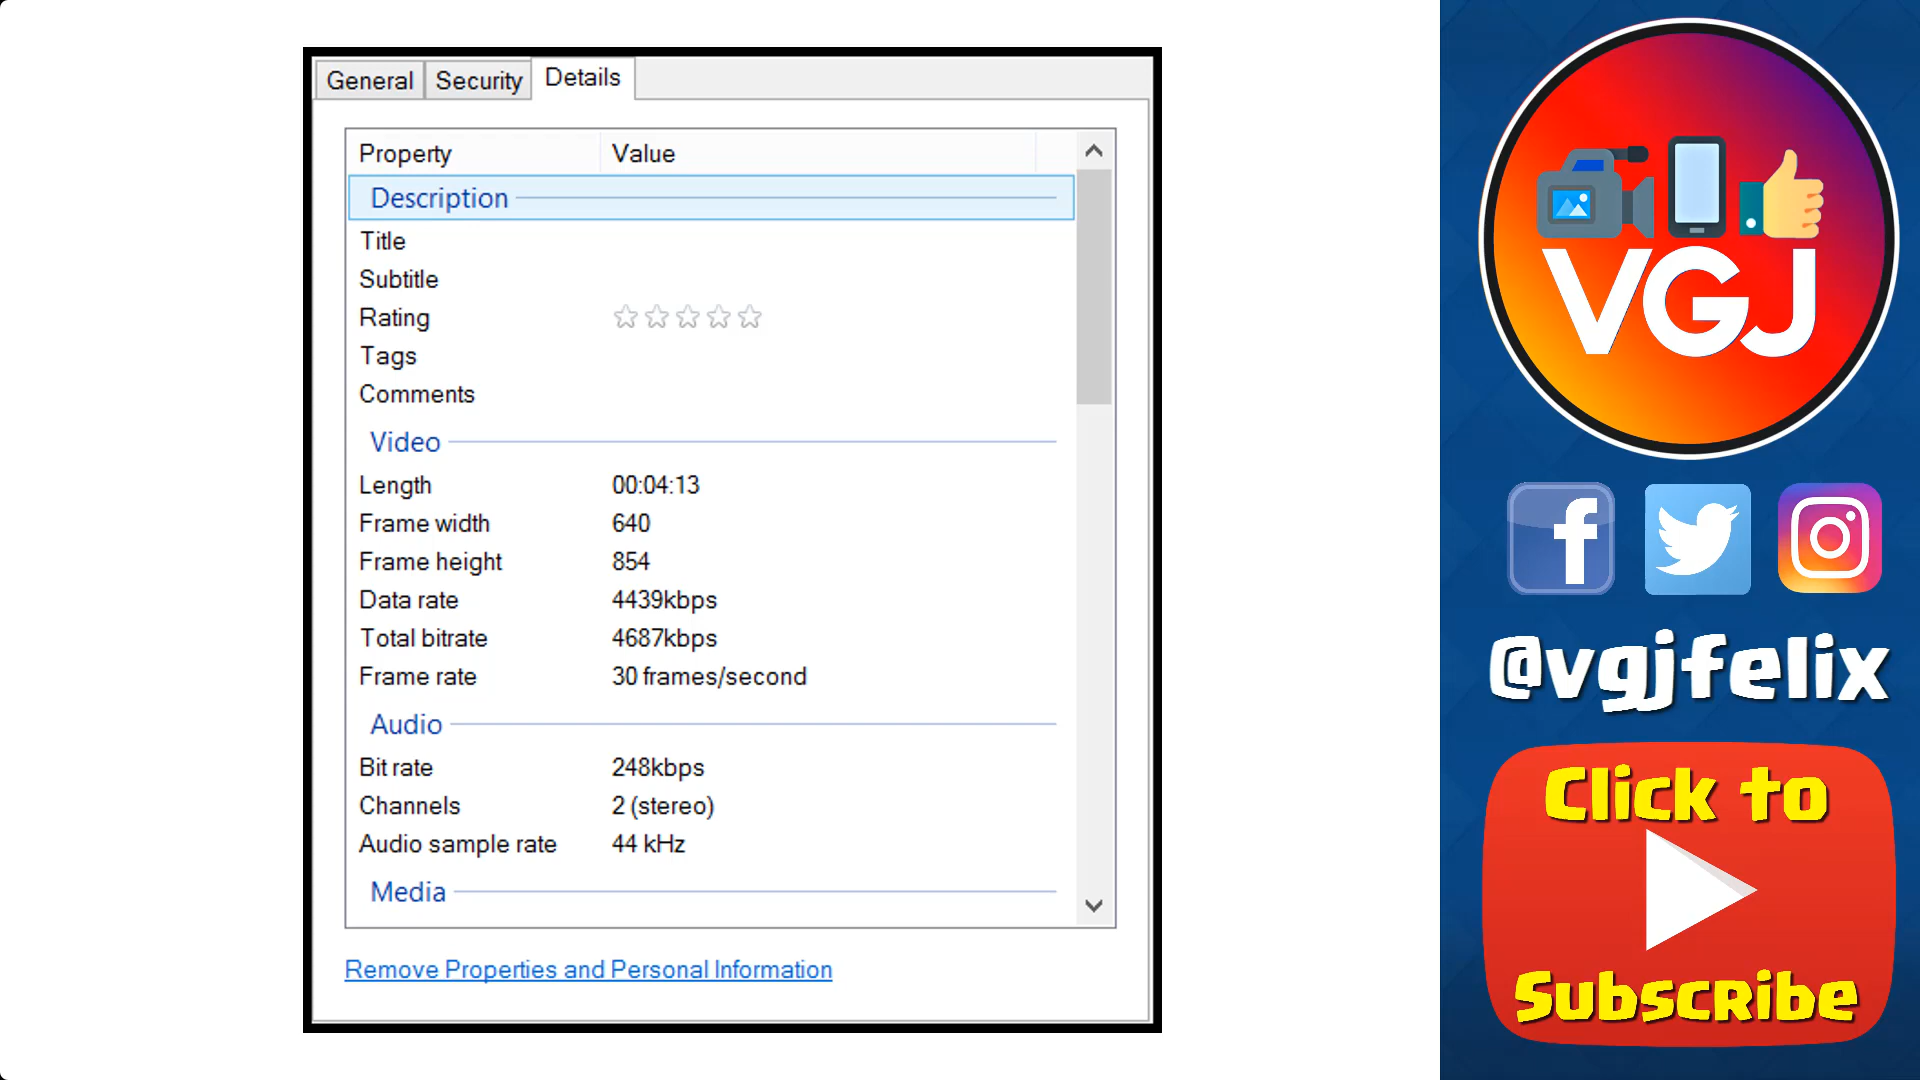 General Security Details
Property Value
Description
Title
Subtitle
Rating
Tags
Comments
Video
Length 00:04:13
Frame width 640
Frame height 854
Data rate 4439kbps
Total bitrate 4687kbps
Frame rate 30 frames/second
Audio
Bit rate 248kbps
Channels 2 (stereo)
Audio sample rate 44 kHz
Media
Remove Properties and Personal Information
VGJ
@vgjfelix
Click to
Subscribe